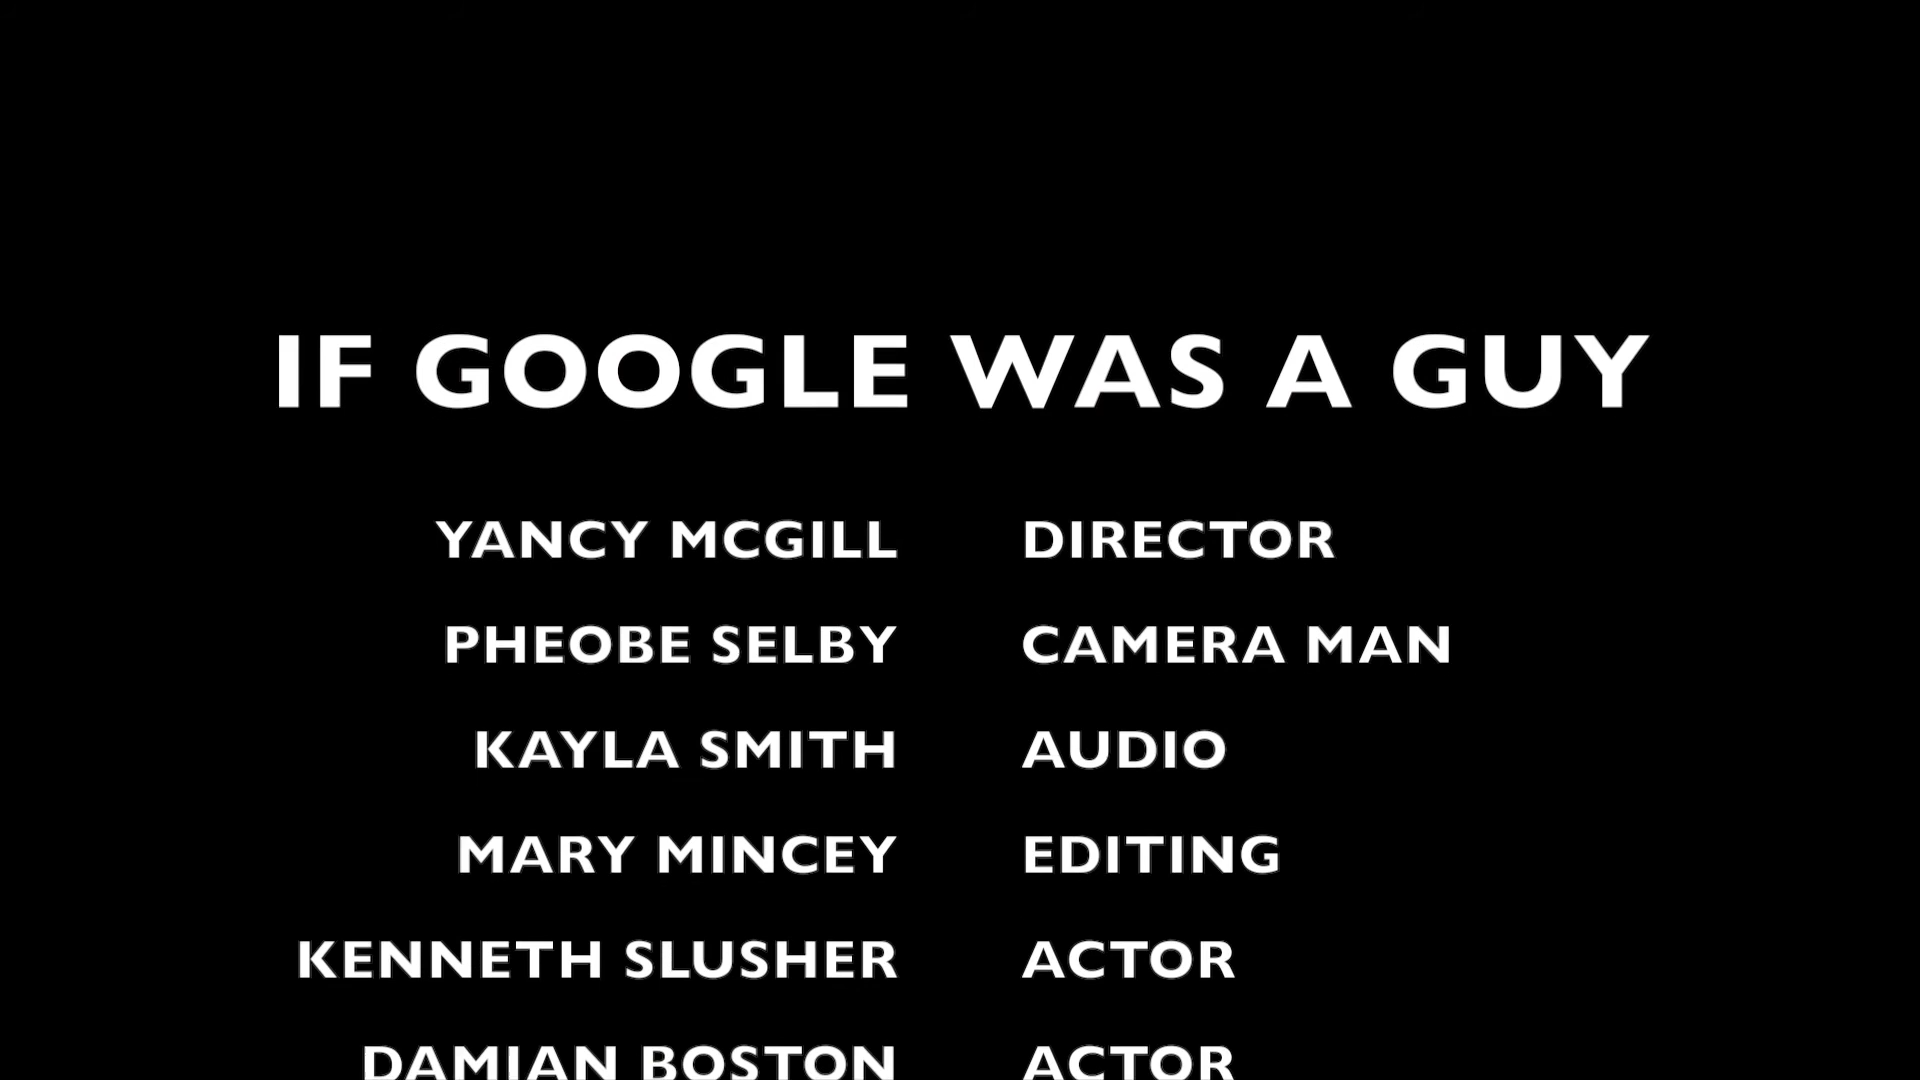 IF GOOGLE WAS A GUY
YANCY MCGILL DIRECTOR
PHEOBE SELBY CAMERA MAN
KAYLA SMITH AUDIO
MARY MINCEY EDITING
KENNETH SLUSHER ACTOR
DAMIAN BOSTON ACTOR